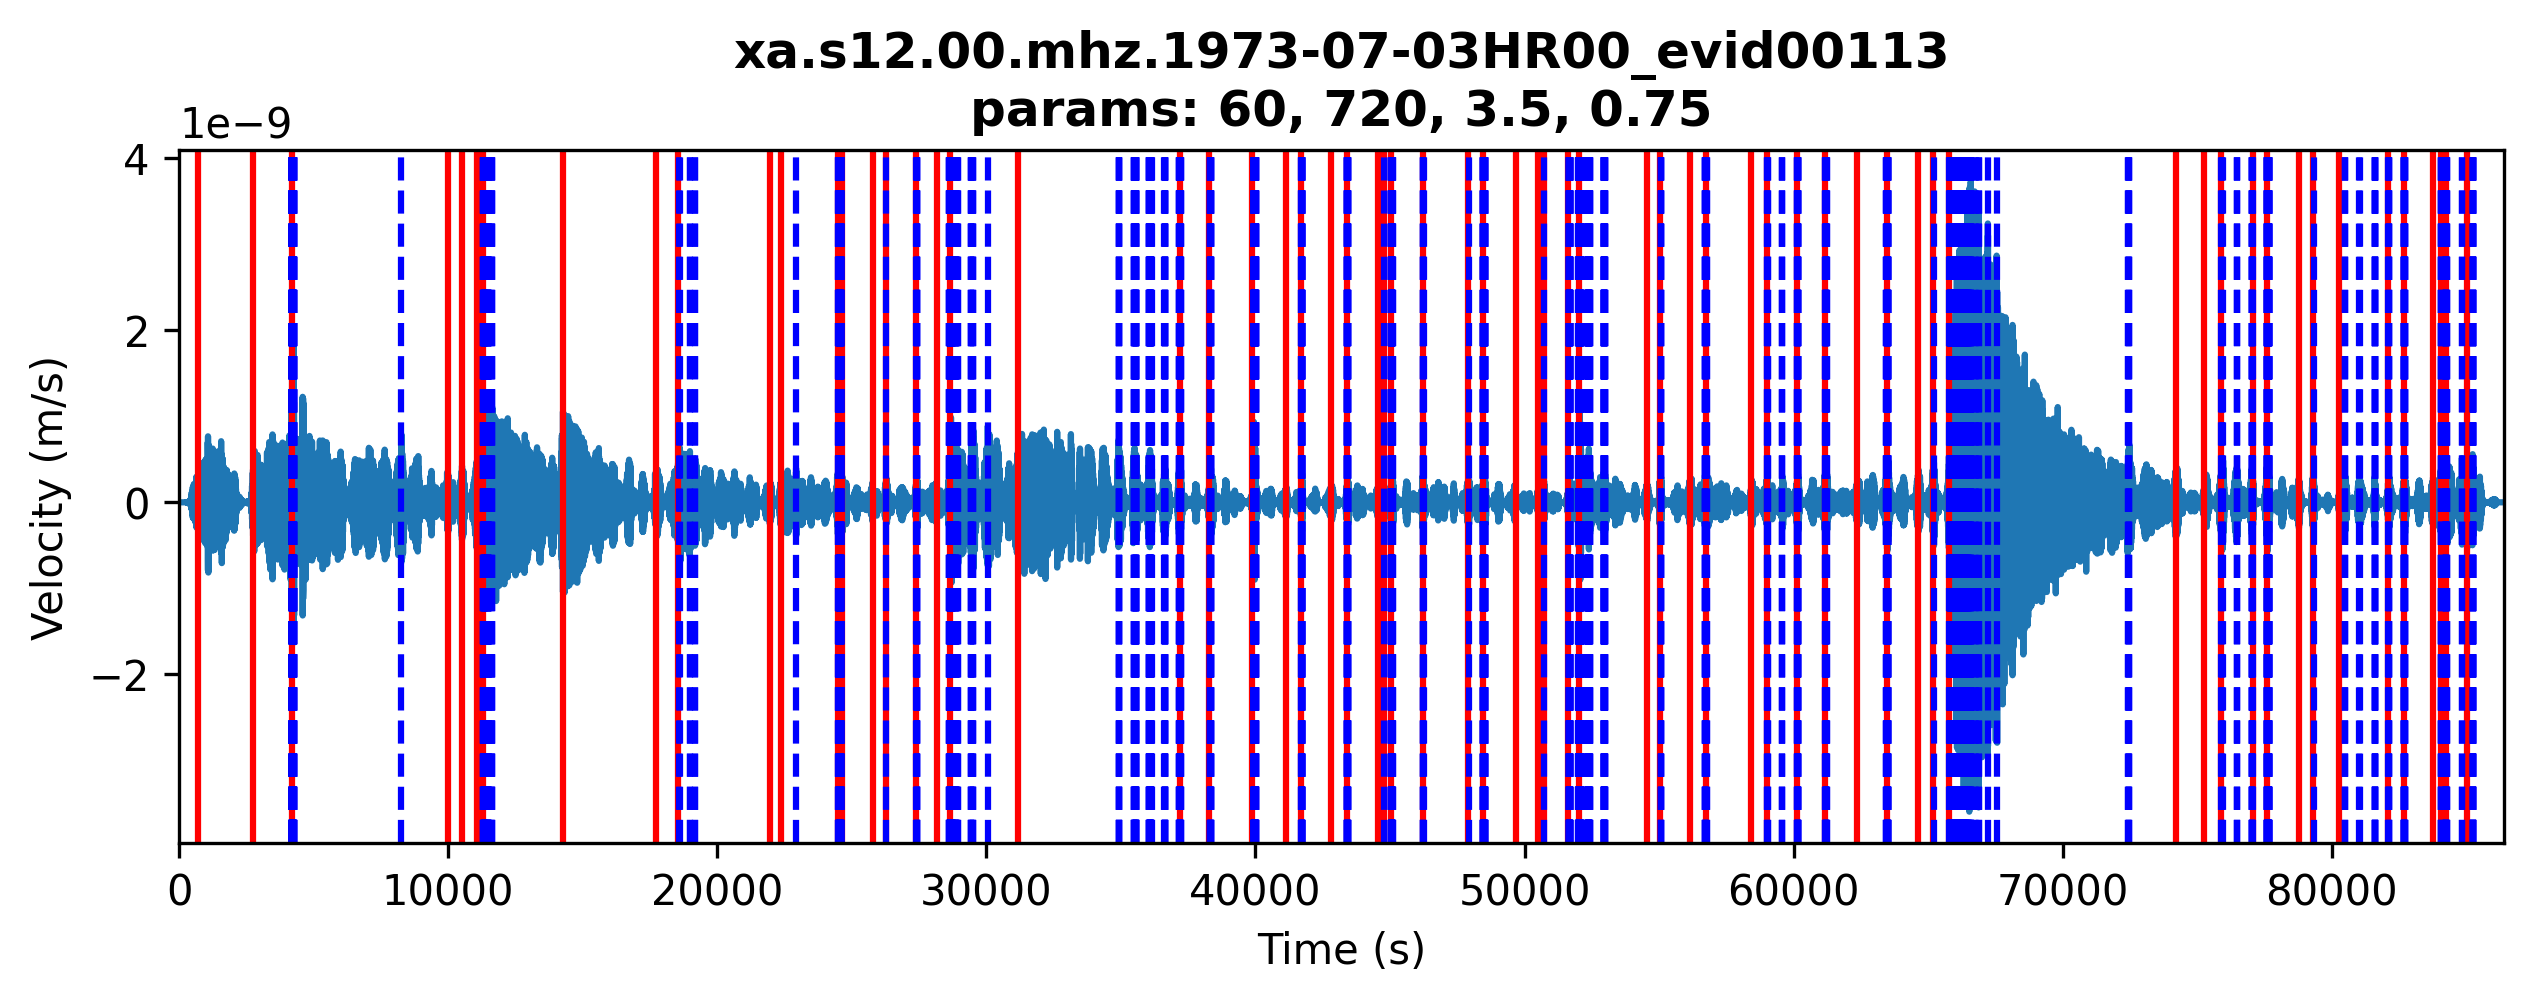 xa.s12.00.mhz.1973-07-03HR00_evid00113
params: 60, 720, 3.5, 0.75
1e−9
4
2
0
−2
Velocity (m/s)
0 10000 20000 30000 40000 50000 60000 70000 80000
Time (s)